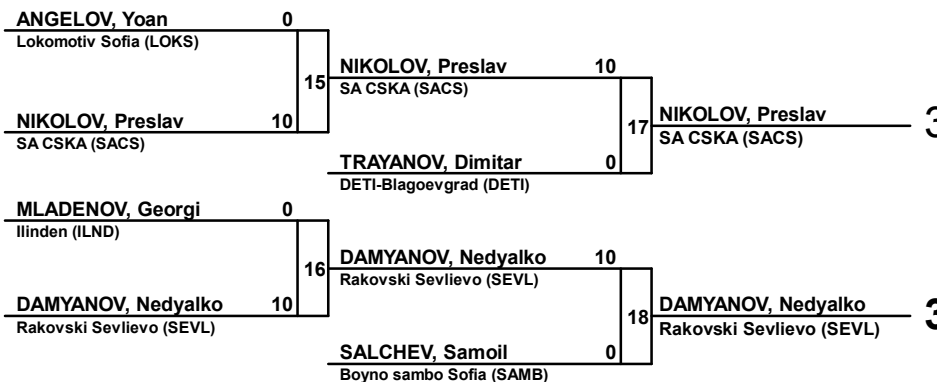 ANGELOV, Yoan 0
Lokomotiv Sofia (LOKS)
15
NIKOLOV, Preslav 10
SA CSKA (SACS)
NIKOLOV, Preslav 10
SA CSKA (SACS)
17
NIKOLOV, Preslav
SA CSKA (SACS)
3
TRAYANOV, Dimitar 0
DETI-Blagoevgrad (DETI)
MLADENOV, Georgi 0
Ilinden (ILND)
16
DAMYANOV, Nedyalko 10
Rakovski Sevlievo (SEVL)
DAMYANOV, Nedyalko 10
Rakovski Sevlievo (SEVL)
18
DAMYANOV, Nedyalko
Rakovski Sevlievo (SEVL)
3
SALCHEV, Samoil 0
Boyno sambo Sofia (SAMB)